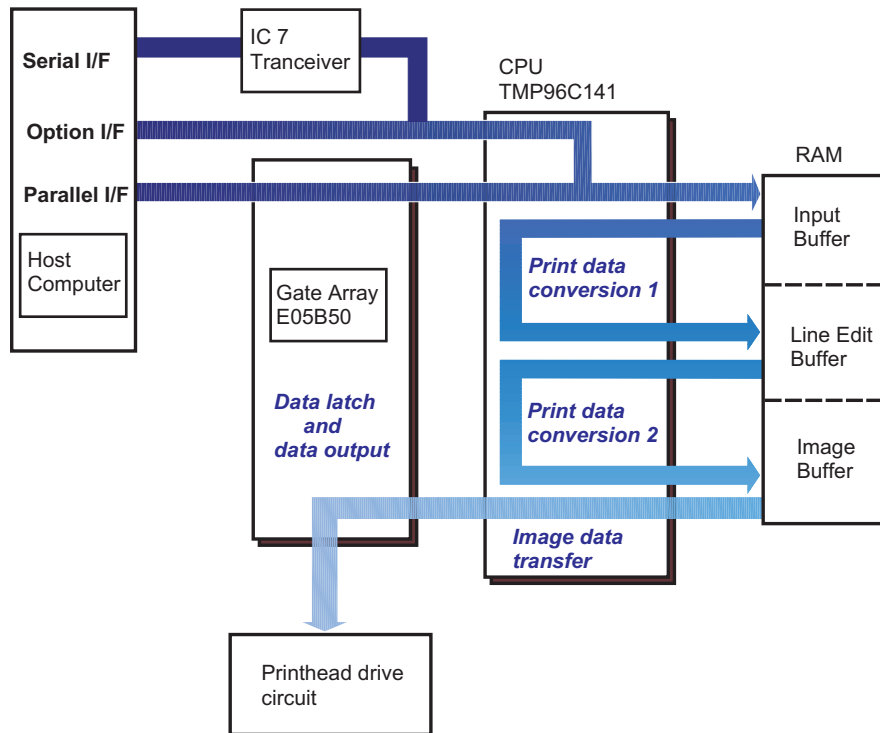 Serial I/F
Option I/F
Parallel I/F
Host
Computer
IC 7
Tranceiver
Gate Array
E05B50
Data latch
and
data output
CPU
TMP96C141
Print data
conversion 1
Print data
conversion 2
Image data
transfer
RAM
Input
Buffer
Line Edit
Buffer
Image
Buffer
Printhead drive
circuit